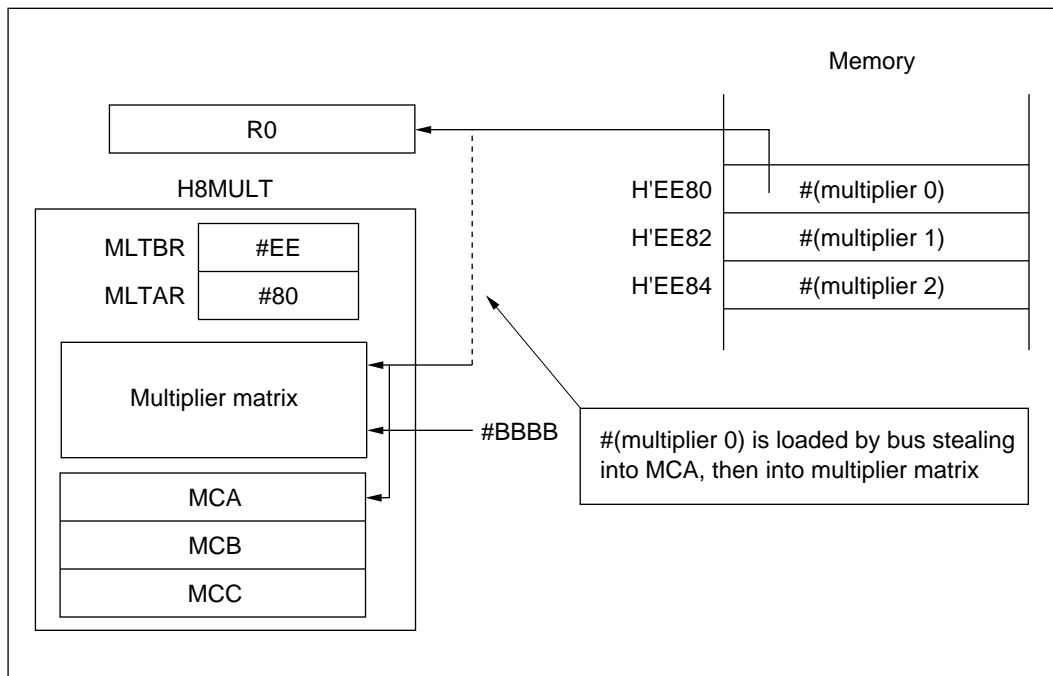 Memory
R0
H'EE80 #(multiplier 0)
H8MULT
H'EE82 #(multiplier 1)
MLTBR #EE
H'EE84 #(multiplier 2)
MLTAR #80
Multiplier matrix
#BBBB
#(multiplier 0) is loaded by bus stealing
into MCA, then into multiplier matrix
MCA
MCB
MCC